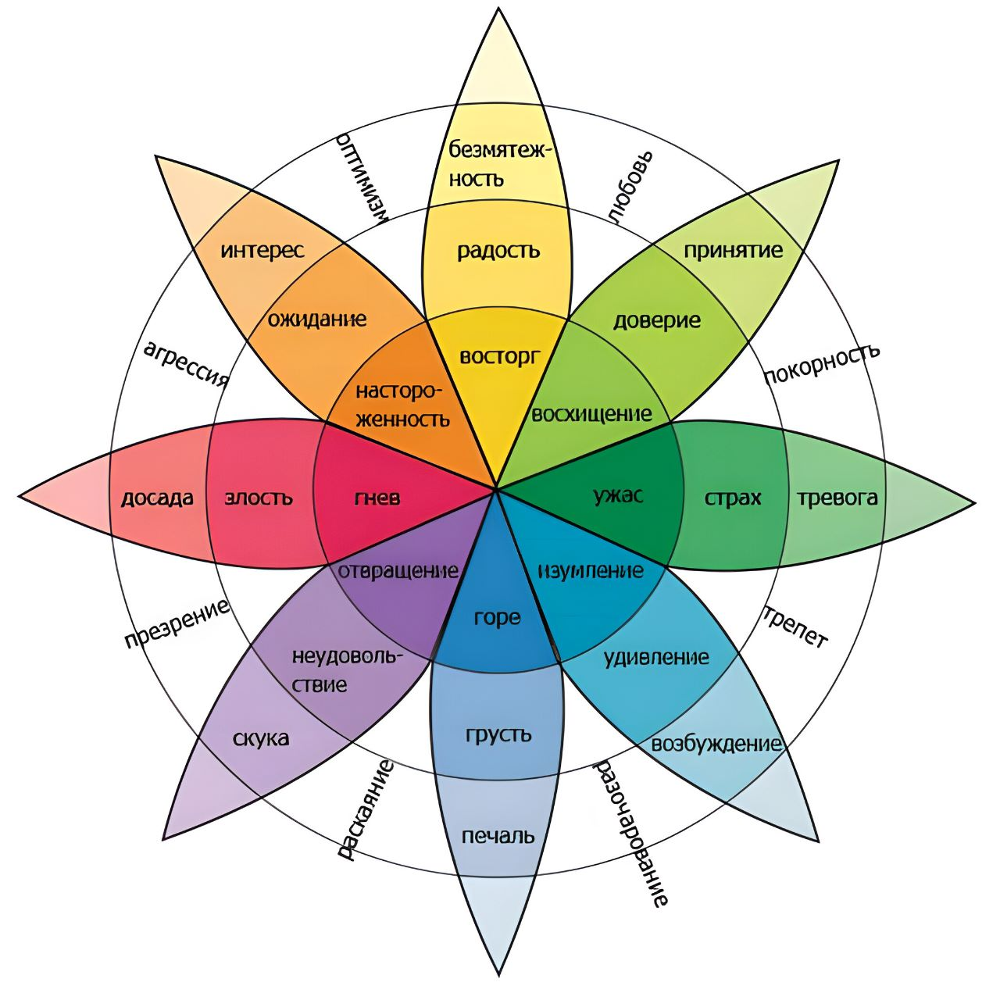 оптимизм
безмятеж-
ность
любовь
интерес
радость
принятие
ожидание
доверие
агрессия
восторг
покорность
насторо-
женность
восхищение
досада
злость
гнев
ужас
страх
тревога
отвращение
изумление
презрение
горе
трепет
неудоволь-
ствие
удивление
скука
грусть
возбуждение
раскаяние
печаль
разочарование